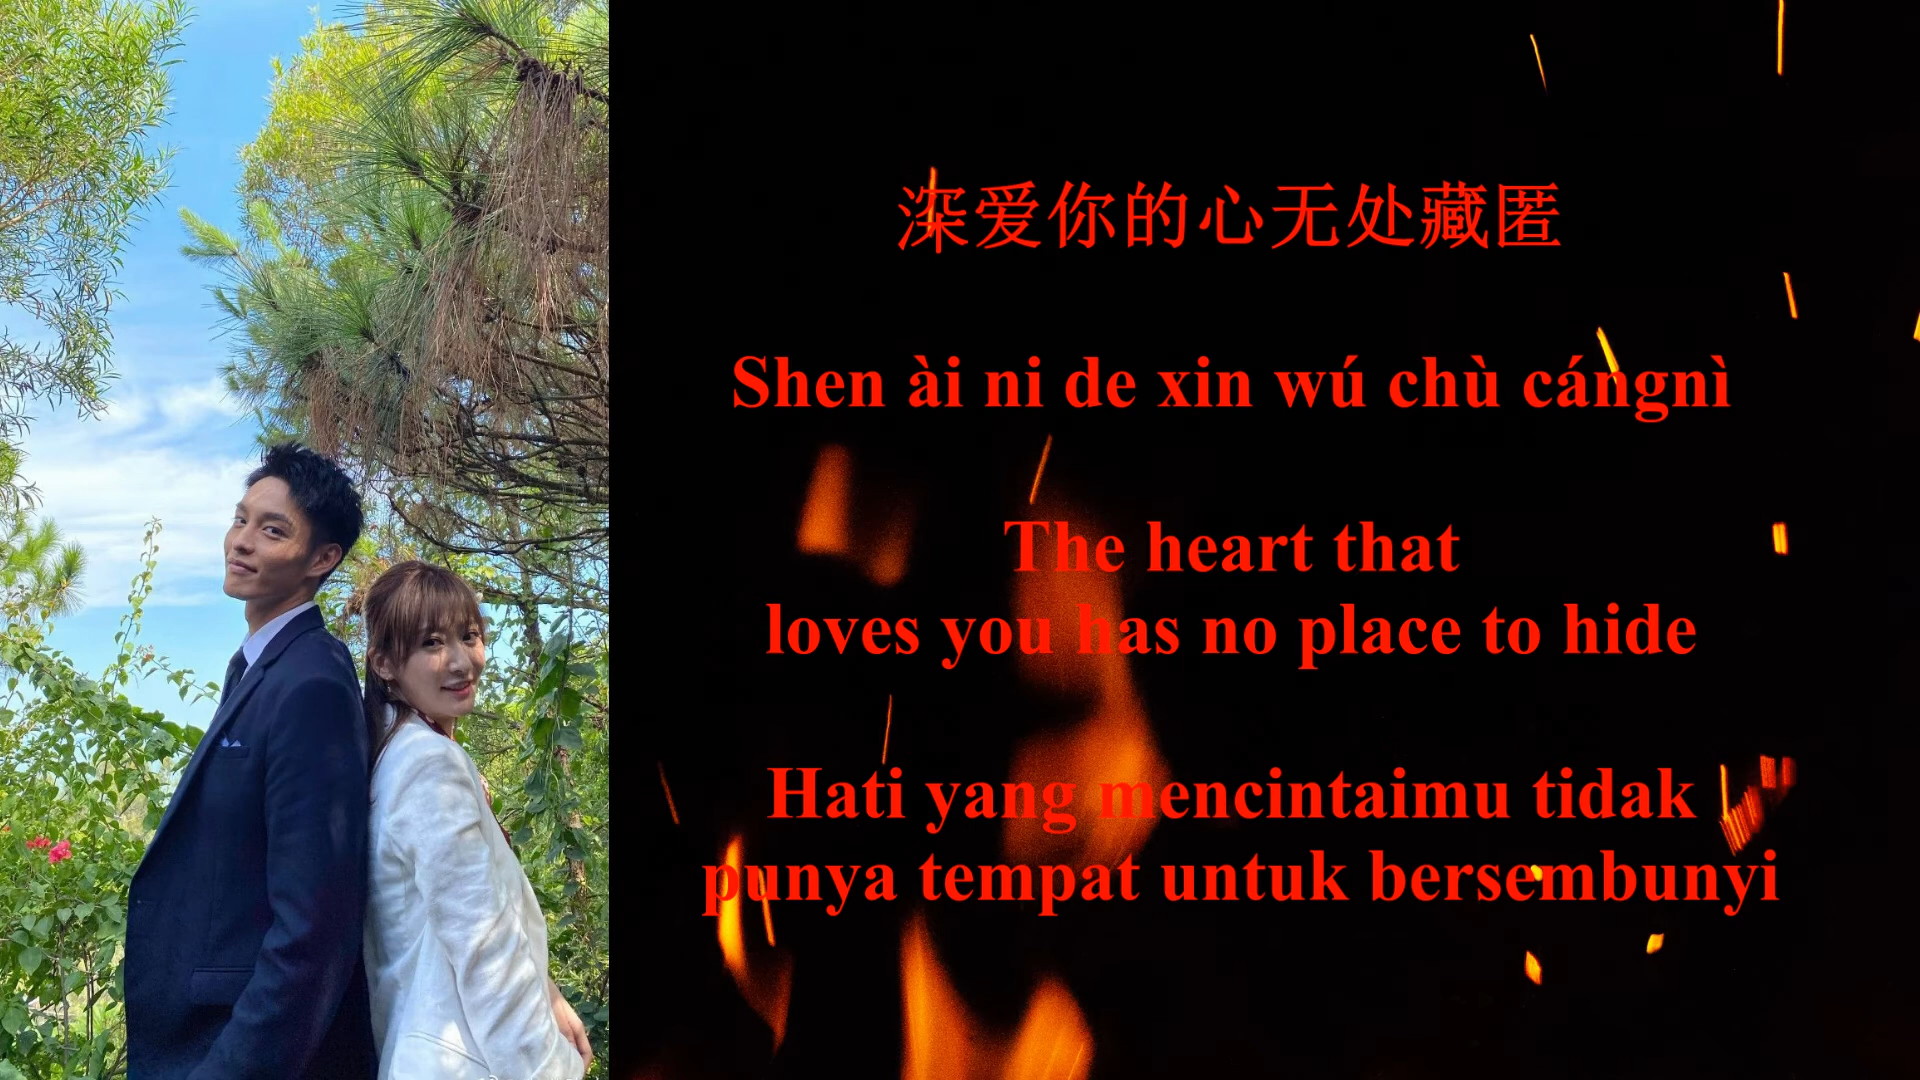 深爱你的心无处藏匿
Shen ài ni de xin wú chù cángnì
The heart that
loves you has no place to hide
Hati yang mencintaimu tidak
punya tempat untuk bersembunyi